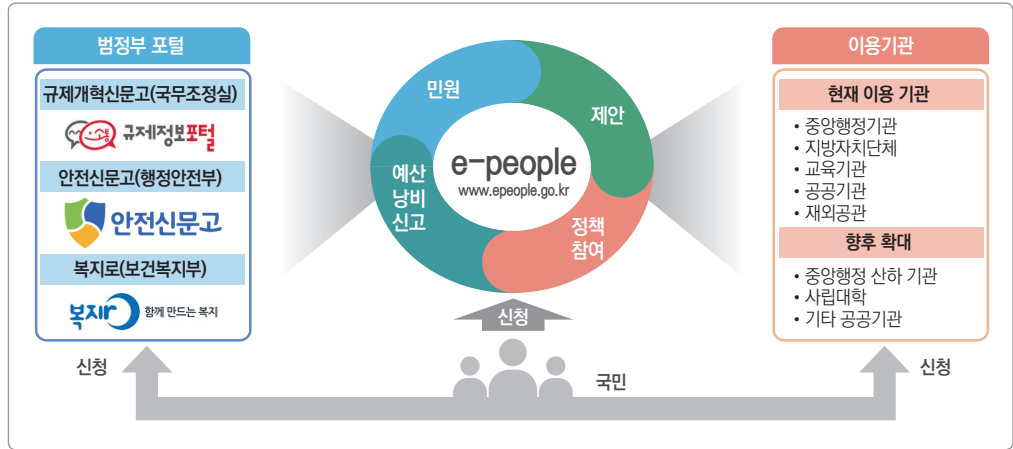 범정부 포털
규제개혁신문고(국무조정실)
소통
규제정보포털
안전신문고(행정안전부)
안전신문고
복지로(보건복지부)
복지로 함께 만드는 복지
신청
민원
제안
예산
낭비
신고
정책
참여
e-people
www.epeople.go.kr
신청
국민
이용기관
현재 이용 기관
• 중앙행정기관
• 지방자치단체
• 교육기관
• 공공기관
• 재외공관
향후 확대
• 중앙행정 산하 기관
• 사립대학
• 기타 공공기관
신청